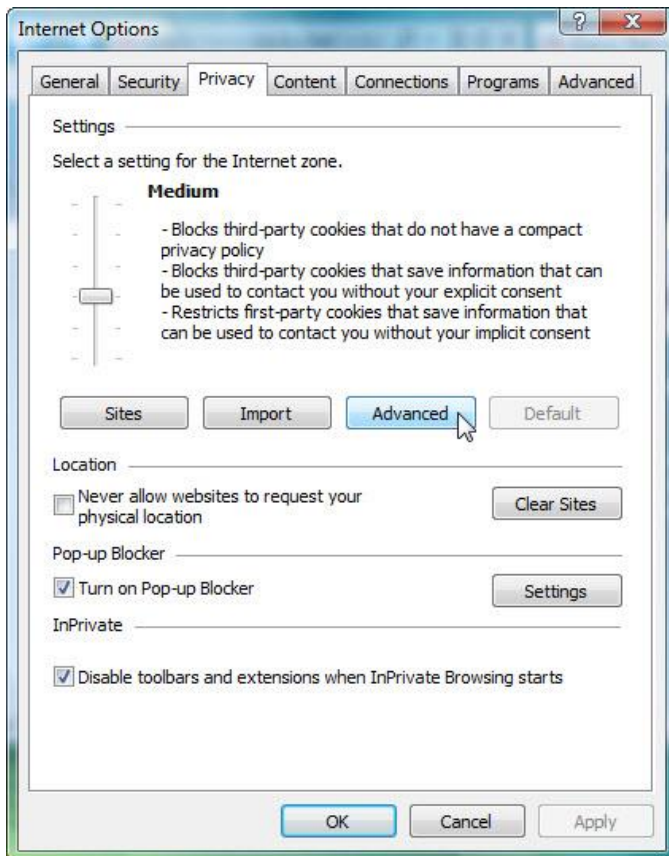 Internet Options
?
X
General Security Privacy Content Connections Programs Advanced
Settings
Select a setting for the Internet zone.
Medium
- Blocks third-party cookies that do not have a compact
privacy policy
- Blocks third-party cookies that save information that can
be used to contact you without your explicit consent
- Restricts first-party cookies that save information that
can be used to contact you without your implicit consent
Sites Import Advanced Default
Location
Never allow websites to request your
physical location
Clear Sites
Pop-up Blocker
Turn on Pop-up Blocker
Settings
InPrivate
Disable toolbars and extensions when InPrivate Browsing starts
OK Cancel Apply